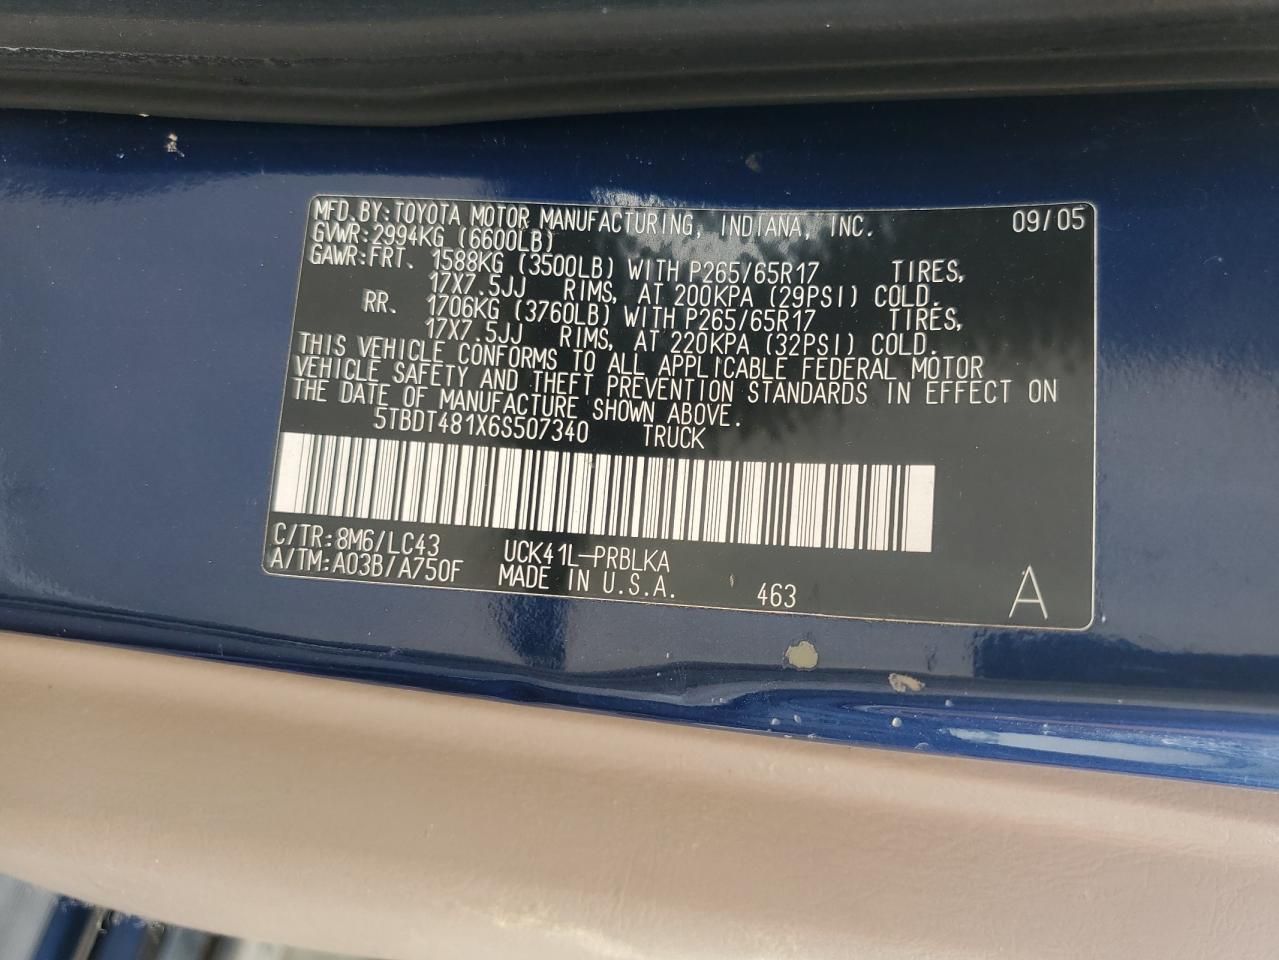 MFD.BY:TOYOTA MOTOR MANUFACTURING, INDIANA, INC. 09/05
GVWR:2994KG (6600LB)
GAWR:FRT. 1588KG (3500LB) WITH P265/65R17 TIRES,
17X7.5JJ RIMS, AT 200KPA (29PSI) COLD.
RR. 1706KG (3760LB) WITH P265/65R17 TIRES,
17X7.5JJ RIMS, AT 220KPA (32PSI) COLD.
THIS VEHICLE CONFORMS TO ALL APPLICABLE FEDERAL MOTOR
VEHICLE SAFETY AND THEFT PREVENTION STANDARDS IN EFFECT ON
THE DATE OF MANUFACTURE SHOWN ABOVE.
5TBDT481X6S507340 TRUCK
C/TR:8M6/LC43 UCK41L-PRBLKA
A/TM:A03B/A750F MADE IN U.S.A. 463 A